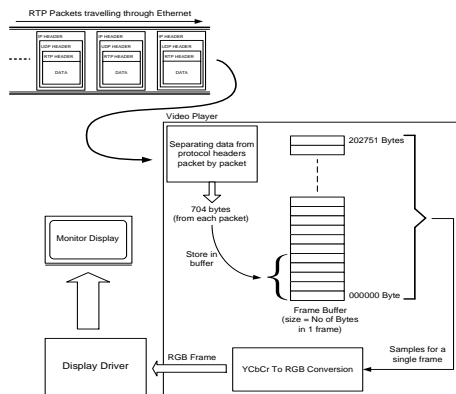 RTP Packets travelling through Ethernet
IP HEADER
UDP HEADER
RTP HEADER
DATA
IP HEADER
UDP HEADER
RTP HEADER
DATA
IP HEADER
UDP HEADER
RTP HEADER
DATA
Video Player
Separating data from
protocol headers
packet by packet
202751 Bytes
704 bytes
(from each packet)
Store in
buffer
Monitor Display
000000 Byte
Frame Buffer
(size = No of Bytes
in 1 frame)
Samples for a
single frame
RGB Frame
Display Driver
YCbCr To RGB Conversion